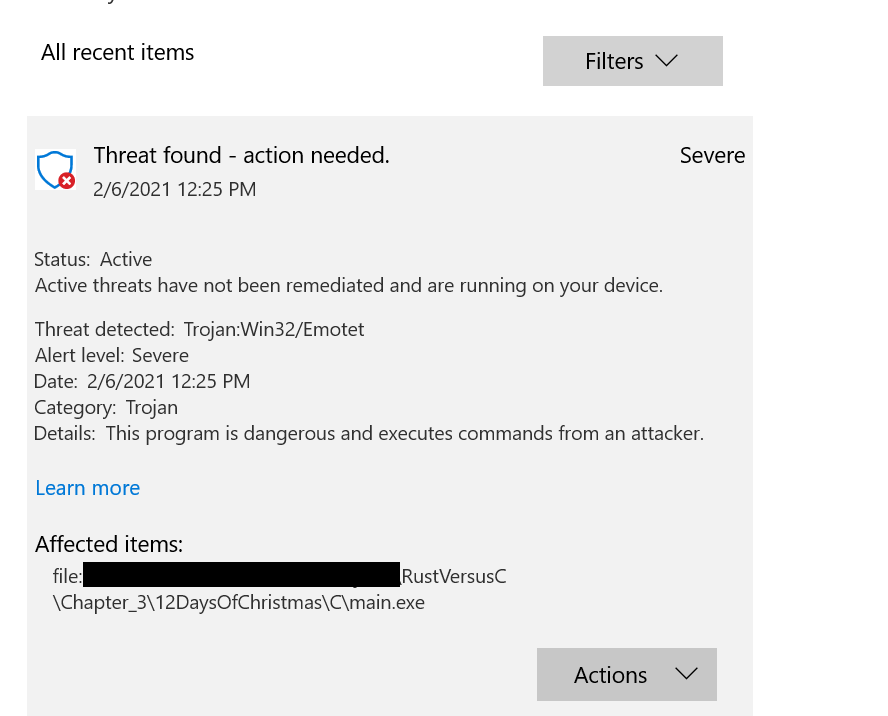 All recent items
Filters
Threat found - action needed.
Severe
2/6/2021 12:25 PM
Status: Active
Active threats have not been remediated and are running on your device.
Threat detected: Trojan:Win32/Emotet
Alert level: Severe
Date: 2/6/2021 12:25 PM
Category: Trojan
Details: This program is dangerous and executes commands from an attacker.
Learn more
Affected items:
file: \RustVersusC
\Chapter_3\12DaysOfChristmas\C\main.exe
Actions